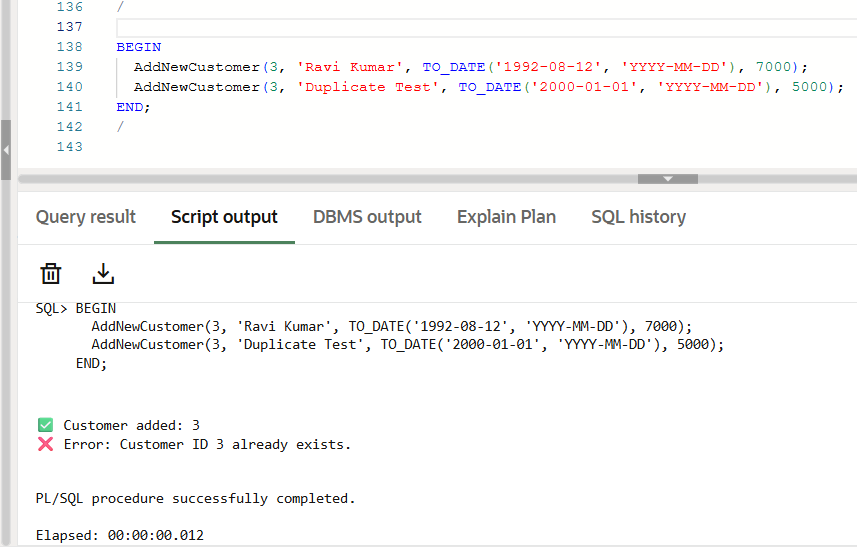 136 /
137
138 BEGIN
139 AddNewCustomer(3, 'Ravi Kumar', TO_DATE('1992-08-12', 'YYYY-MM-DD'), 7000);
140 AddNewCustomer(3, 'Duplicate Test', TO_DATE('2000-01-01', 'YYYY-MM-DD'), 5000);
141 END;
142 /
143
Query result Script output DBMS output Explain Plan SQL history
SQL> BEGIN
AddNewCustomer(3, 'Ravi Kumar', TO_DATE('1992-08-12', 'YYYY-MM-DD'), 7000);
AddNewCustomer(3, 'Duplicate Test', TO_DATE('2000-01-01', 'YYYY-MM-DD'), 5000);
END;
✅ Customer added: 3
❌ Error: Customer ID 3 already exists.
PL/SQL procedure successfully completed.
Elapsed: 00:00:00.012